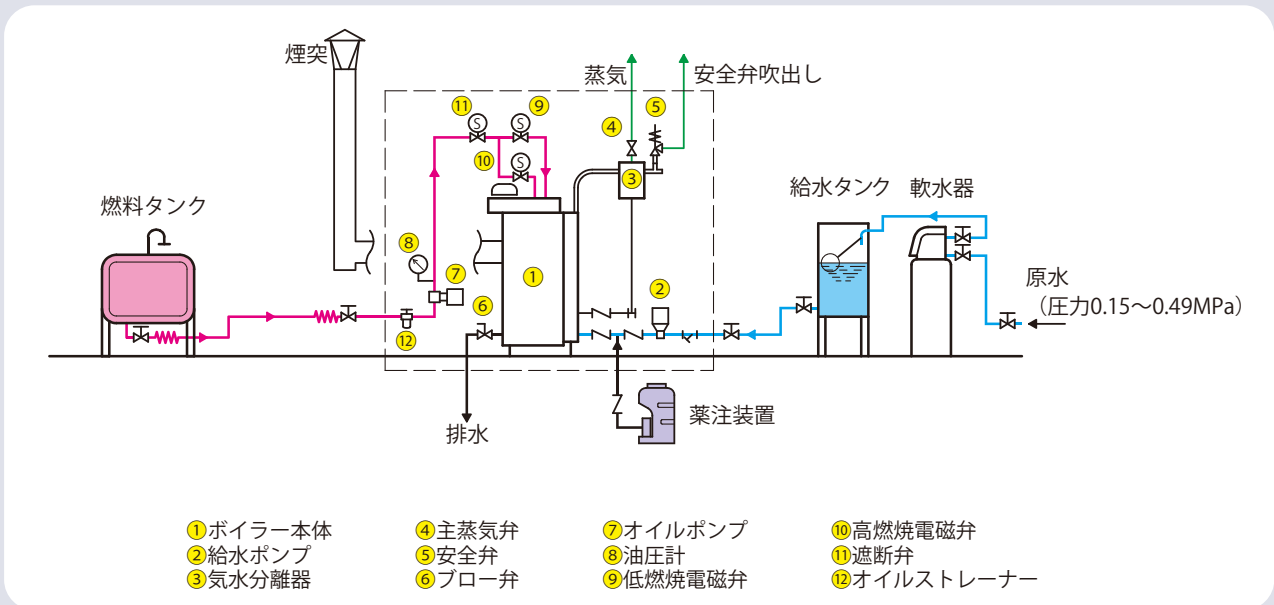 煙突
蒸気
安全弁吹出し
⑪
⑨
⑤
④
S
S
⑩
S
③
給水タンク
軟水器
燃料タンク
⑧
⑦
①
⑥
②
原水
(圧力0.15〜0.49MPa)
⑫
薬注装置
排水
①ボイラー本体
②給水ポンプ
③気水分離器
④主蒸気弁
⑤安全弁
⑥ブロー弁
⑦オイルポンプ
⑧油圧計
⑨低燃焼電磁弁
⑩高燃焼電磁弁
⑪遮断弁
⑫オイルストレーナー